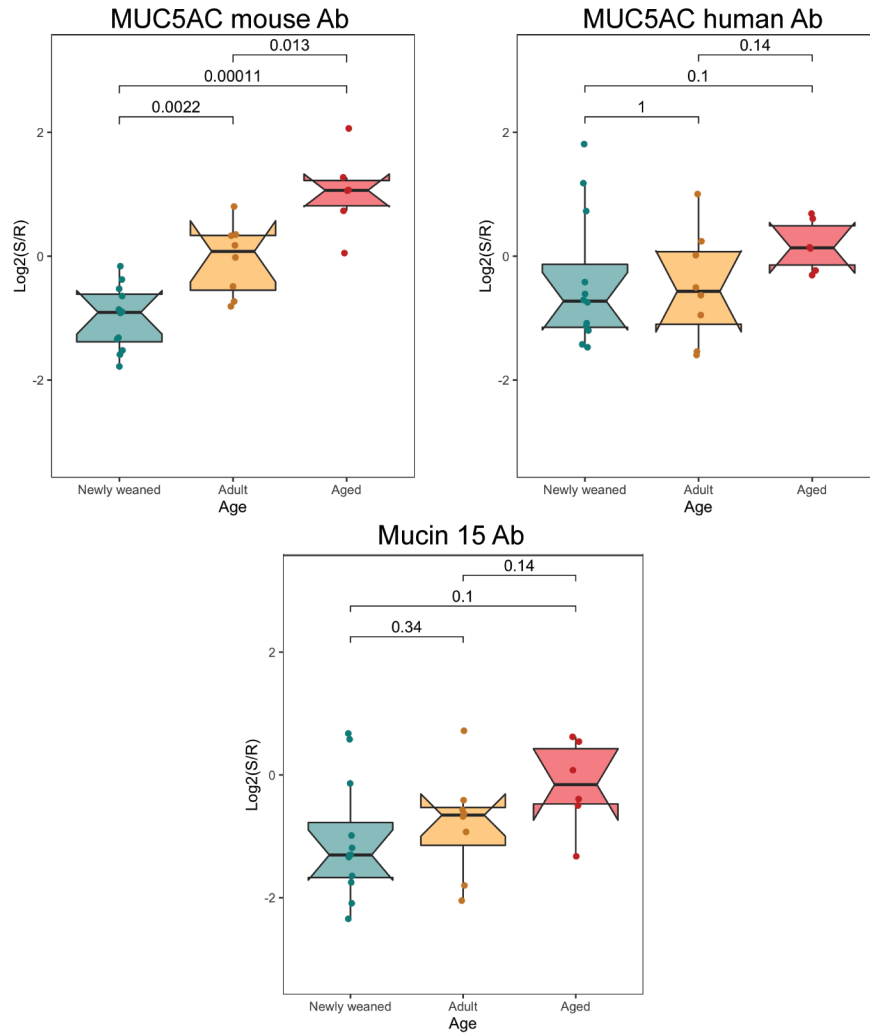 MUC5AC mouse Ab
0.013
0.00011
0.0022
2
0
-2
Log2(S/R)
Newly weaned
Adult
Aged
Age
MUC5AC human Ab
0.14
0.1
1
2
0
-2
Log2(S/R)
Newly weaned
Adult
Aged
Age
Mucin 15 Ab
0.14
0.1
0.34
2
0
-2
Log2(S/R)
Newly weaned
Adult
Aged
Age